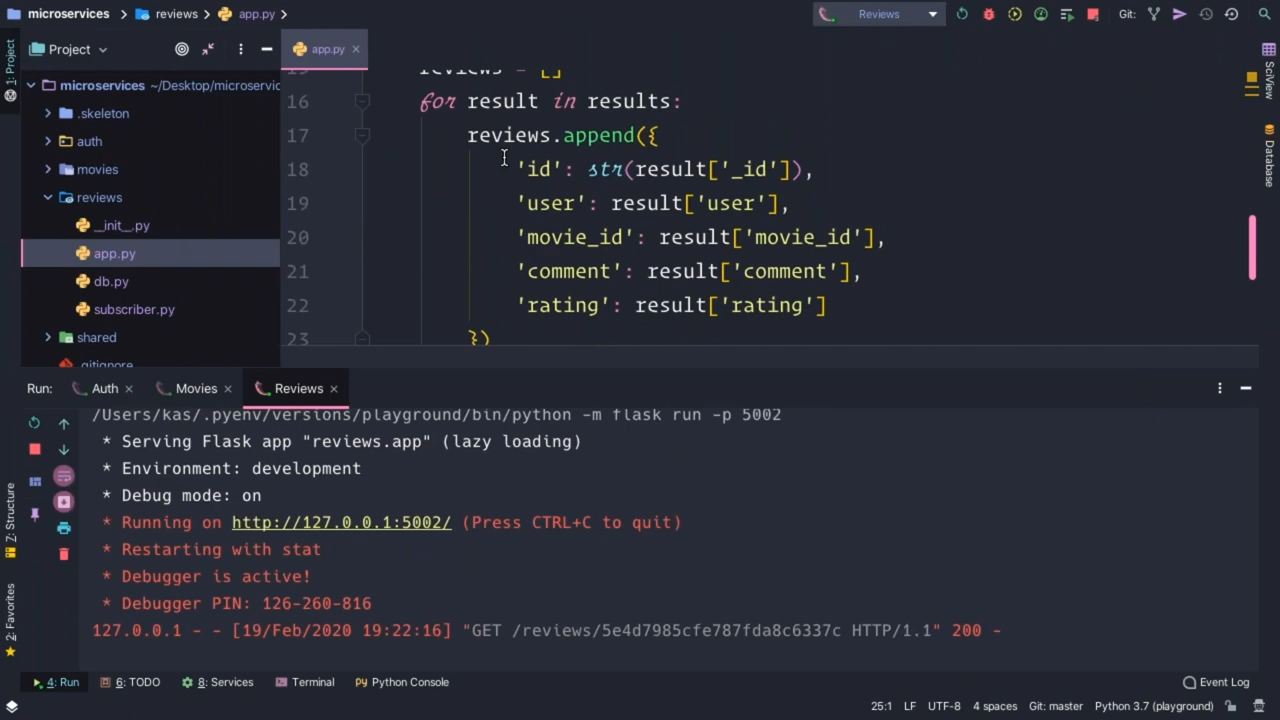 microservices reviews app.py Reviews Git:
Project app.py
1: Project
SciView
Database
microservices ~/Desktop/microservic
.skeleton
auth
movies
reviews
__init__.py
app.py
db.py
subscriber.py
shared
.gitignore
reviews = []
16 for result in results:
17 reviews.append({
18 'id': str(result['_id']),
19 'user': result['user'],
20 'movie_id': result['movie_id'],
21 'comment': result['comment'],
22 'rating': result['rating']
23 })
Run: Auth Movies Reviews
/Users/kas/.pyenv/versions/playground/bin/python -m flask run -p 5002
* Serving Flask app "reviews.app" (lazy loading)
* Environment: development
* Debug mode: on
* Running on http://127.0.0.1:5002/ (Press CTRL+C to quit)
* Restarting with stat
* Debugger is active!
* Debugger PIN: 126-260-816
127.0.0.1 - - [19/Feb/2020 19:22:16] "GET /reviews/5e4d7985cfe787fda8c6337c HTTP/1.1" 200 -
Z: Structure
2: Favorites
4: Run 6: TODO 8: Services Terminal Python Console Event Log
25:1 LF UTF-8 4 spaces Git: master Python 3.7 (playground)